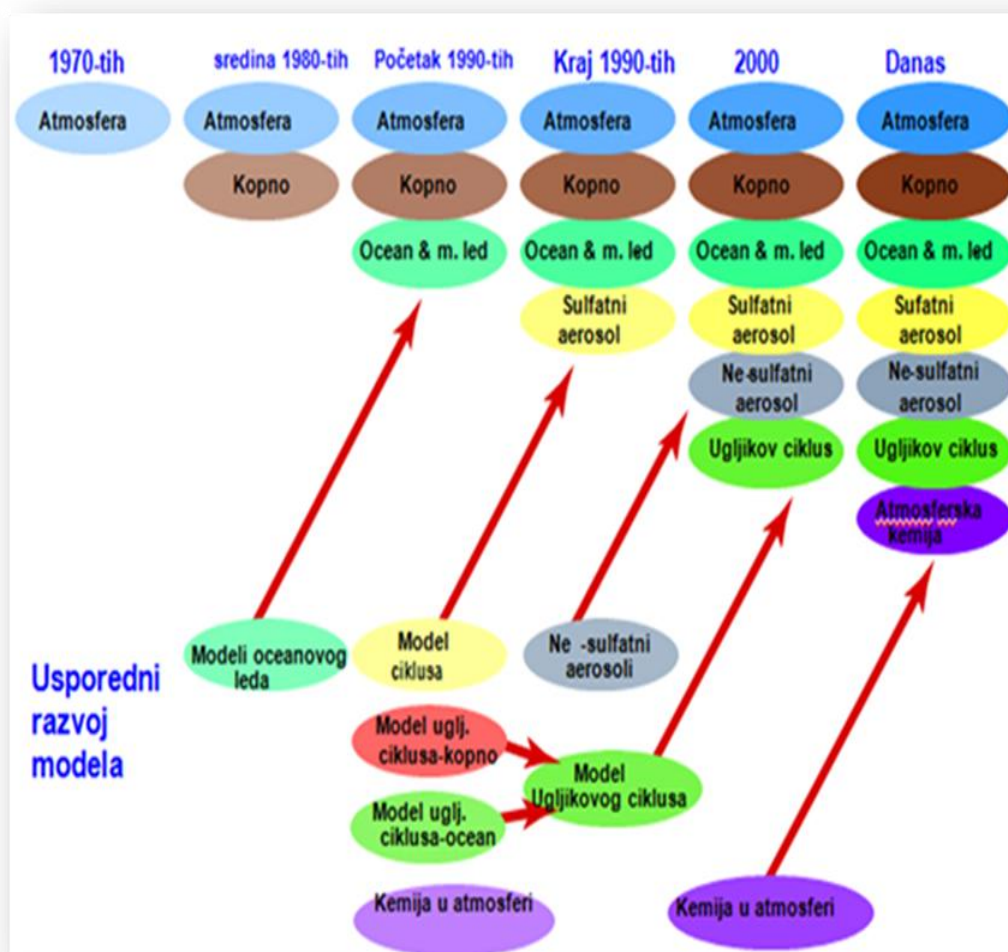 1970-tih
sredina 1980-tih
Početak 1990-tih
Kraj 1990-tih
2000
Danas
Atmosfera
Atmosfera
Atmosfera
Atmosfera
Atmosfera
Atmosfera
Kopno
Kopno
Kopno
Kopno
Kopno
Ocean & m. led
Ocean & m. led
Ocean & m. led
Ocean & m. led
Sulfatni
aerosol
Sulfatni
aerosol
Sufatni
aerosol
Ne-sulfatni
aerosol
Ne-sulfatni
aerosol
Ugljikov ciklus
Ugljikov ciklus
Atmosferska
kemija
Usporedni
razvoj
modela
Modeli oceanovog
leda
Model
ciklusa
Ne -sulfatni
aerosoli
Model uglj.
ciklusa-kopno
Model
Ugljikovog ciklusa
Model uglj.
ciklusa-ocean
Kemija u atmosferi
Kemija u atmosferi